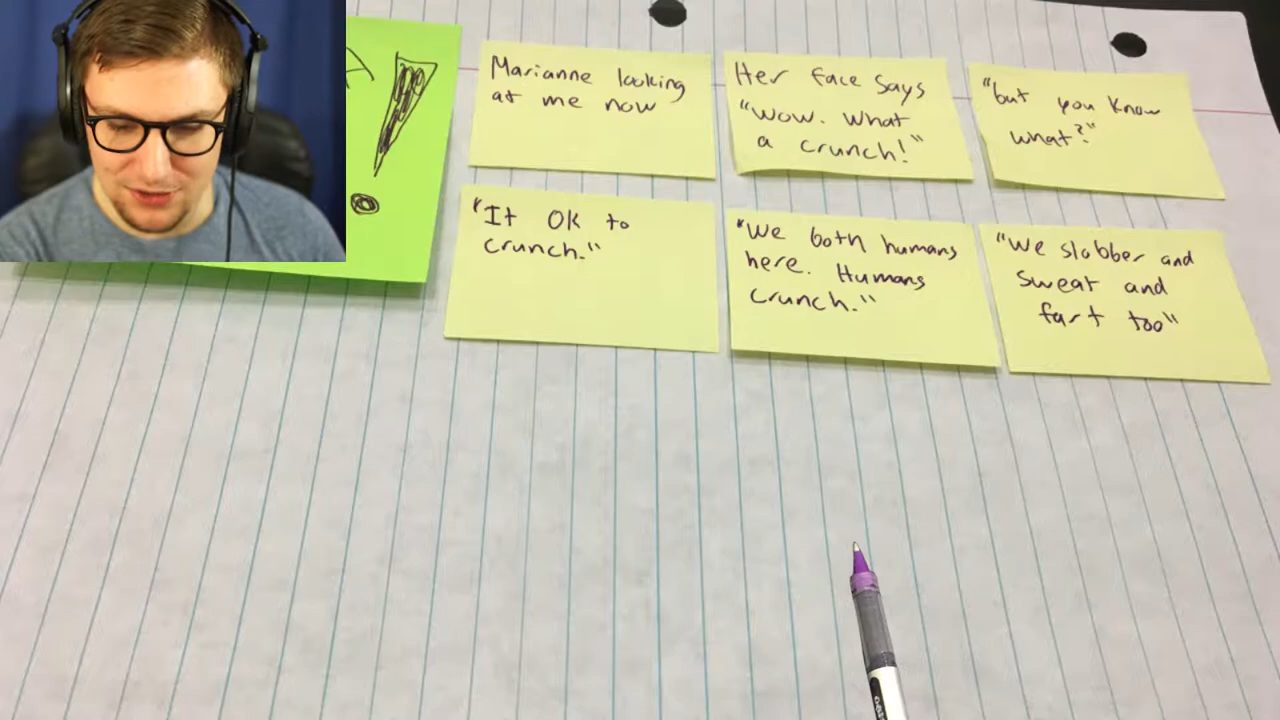 Marianne looking
at me now
Her face says
"Wow. What
a crunch!"
"but you know
what?"
"It OK to
crunch."
"We both humans
here. Humans
crunch."
"We slobber and
sweat and
fart too"